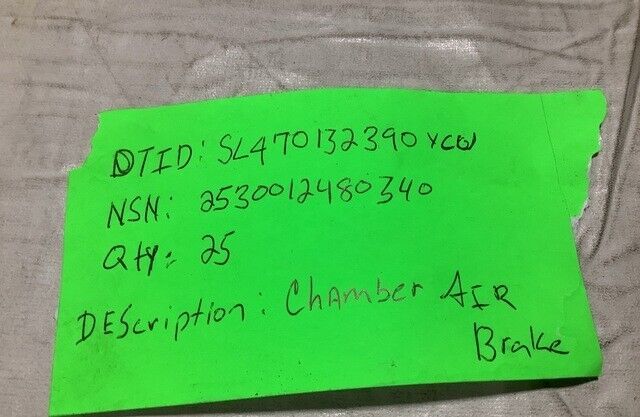 DTID: SL470132390YCW
NSN: 2530012480340
Qty: 25
DEScription: Chamber AIR
Brake